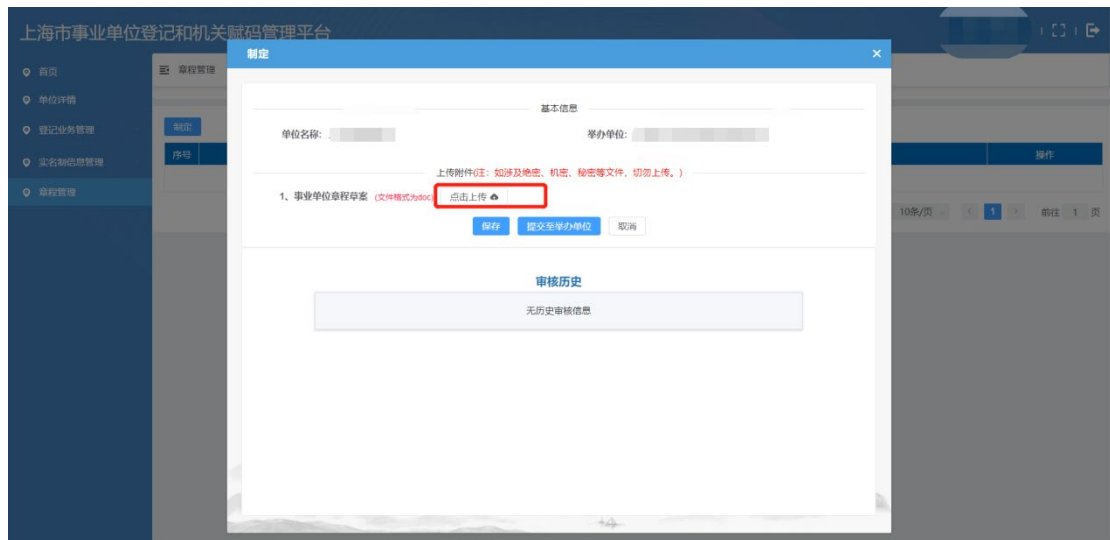 上海市事业单位登记和机关赋码管理平台
首页
单位详情
登记业务管理
实名制信息管理
章程管理
章程管理
制定
序号
操作
10条/页
1
前往 1 页
制定
基本信息
单位名称:
举办单位:
上传附件(注：如涉及绝密、机密、秘密等文件，切勿上传。)
1、事业单位章程草案 (文件格式为doc)
点击上传
保存
提交至举办单位
取消
审核历史
无历史审核信息